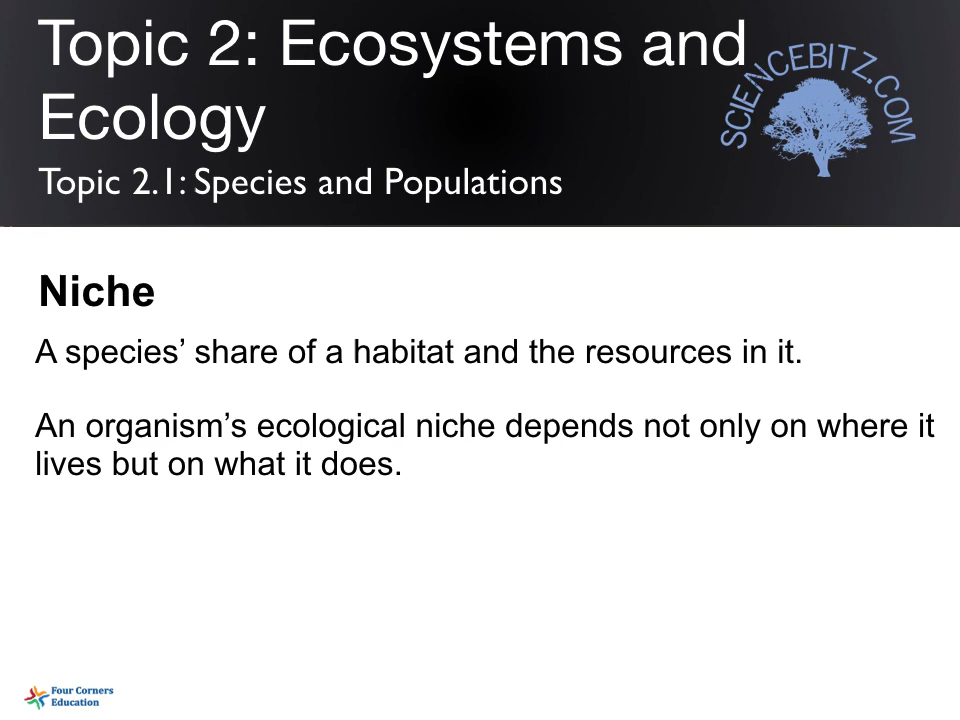 Topic 2: Ecosystems and
Ecology
SCIENCEBITZ.COM
Topic 2.1: Species and Populations
Niche
A species’ share of a habitat and the resources in it.
An organism’s ecological niche depends not only on where it
lives but on what it does.
Four Corners
Education